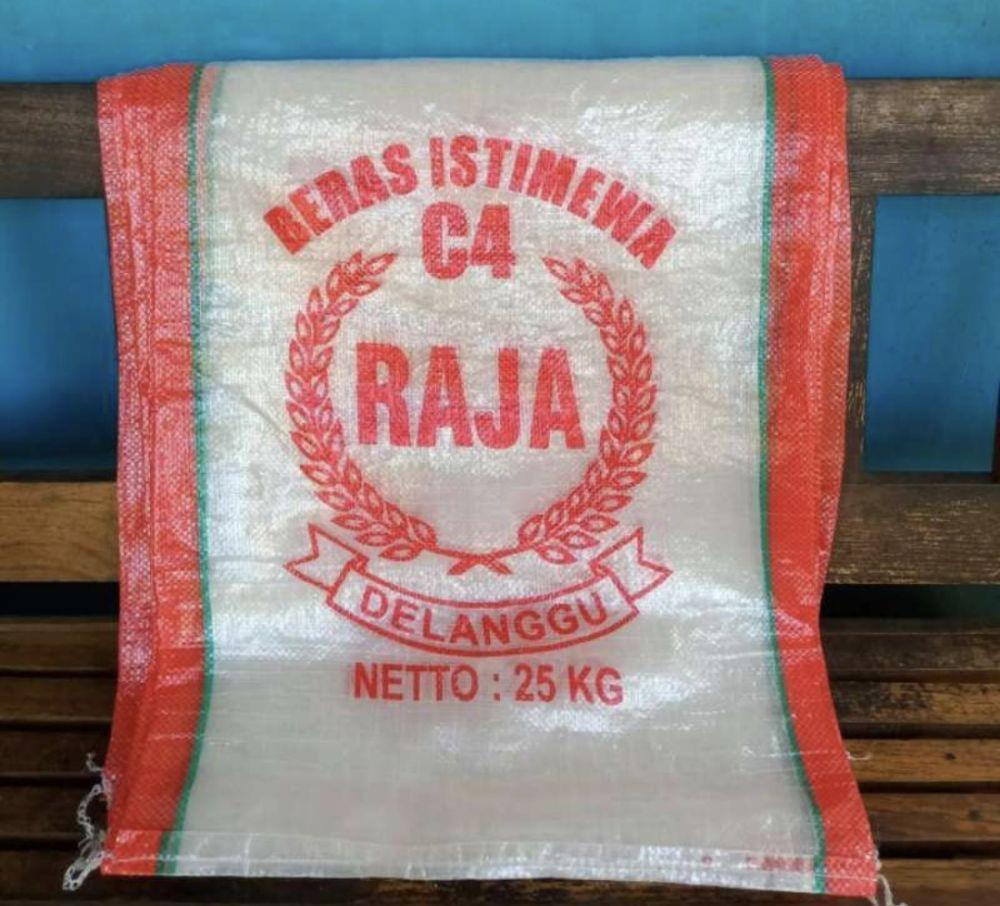 BERAS ISTIMEWA
C4
RAJA
DELANGGU
NETTO : 25 KG